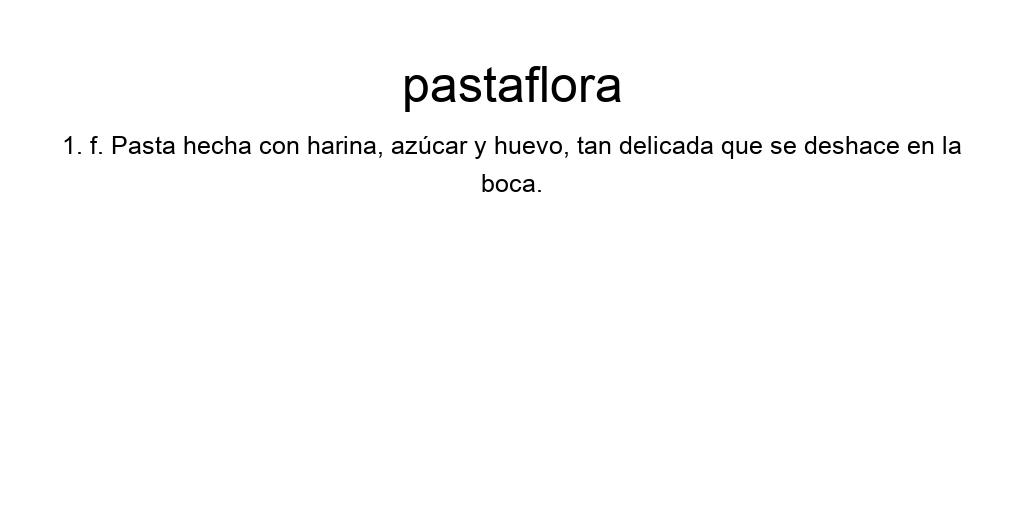 pastaflora
1. f. Pasta hecha con harina, azúcar y huevo, tan delicada que se deshace en la
boca.